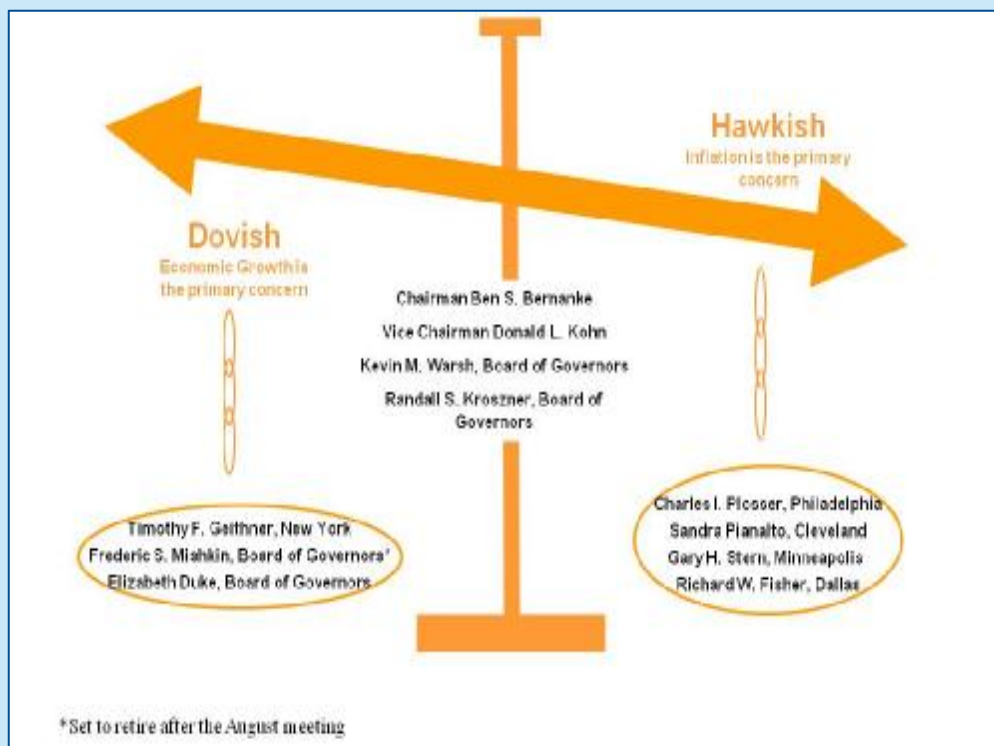 Hawkish
Inflation is the primary
concern
Dovish
Economic Growth is
the primary concern
Chairman Ben S. Bernanke
Vice Chairman Donald L. Kohn
Kevin M. Warsh, Board of Governors
Randall S. Kroszner, Board of
Governors
Timothy F. Geithner, New York
Frederic S. Mishkin, Board of Governors*
Elizabeth Duke, Board of Governors
Charles I. Plosser, Philadelphia
Sandra Pianalto, Cleveland
Gary H. Stern, Minneapolis
Richard W. Fisher, Dallas
*Set to retire after the August meeting